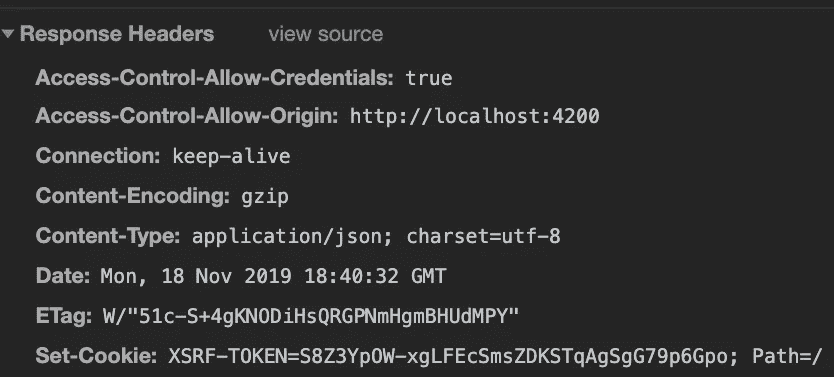 Response Headers view source
Access-Control-Allow-Credentials: true
Access-Control-Allow-Origin: http://localhost:4200
Connection: keep-alive
Content-Encoding: gzip
Content-Type: application/json; charset=utf-8
Date: Mon, 18 Nov 2019 18:40:32 GMT
ETag: W/"51c-S+4gKNODiHsQRGPNmHgmBHUdMPY"
Set-Cookie: XSRF-TOKEN=S8Z3YpOW-xgLFEcSmsZDKSTqAgSgG79p6Gpo; Path=/